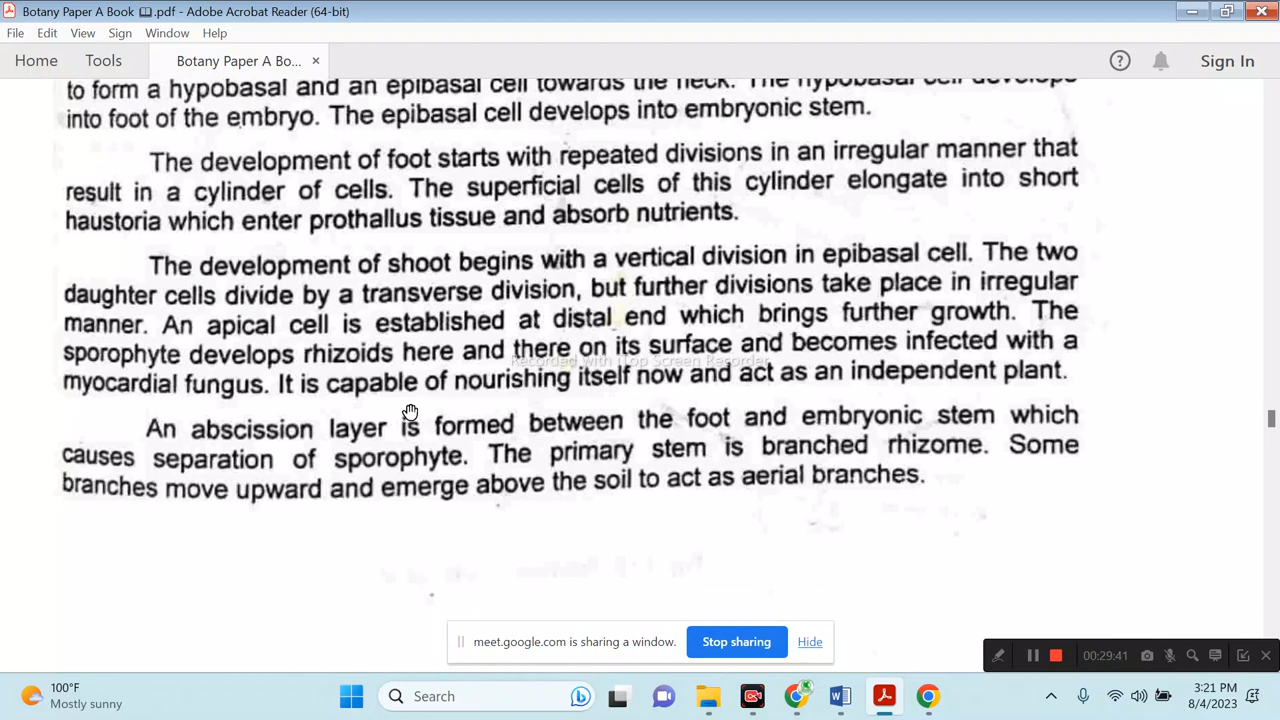 Botany Paper A Book .pdf - Adobe Acrobat Reader (64-bit)
File Edit View Sign Window Help
Home Tools Botany Paper A Bo... × Sign In
to form a hypobasal and an epibasal cell towards the neck. The hypobasal cell develops
into foot of the embryo. The epibasal cell develops into embryonic stem.
The development of foot starts with repeated divisions in an irregular manner that
result in a cylinder of cells. The superficial cells of this cylinder elongate into short
haustoria which enter prothallus tissue and absorb nutrients.
The development of shoot begins with a vertical division in epibasal cell. The two
daughter cells divide by a transverse division, but further divisions take place in irregular
manner. An apical cell is established at distal end which brings further growth. The
sporophyte develops rhizoids here and there on its surface and becomes infected with a
Recorded with iTop Screen Recorder
myocardial fungus. It is capable of nourishing itself now and act as an independent plant.
An abscission layer is formed between the foot and embryonic stem which
causes separation of sporophyte. The primary stem is branched rhizome. Some
branches move upward and emerge above the soil to act as aerial branches.
meet.google.com is sharing a window. Stop sharing Hide
00:29:41
100°F
Mostly sunny
Search
3:21 PM
8/4/2023